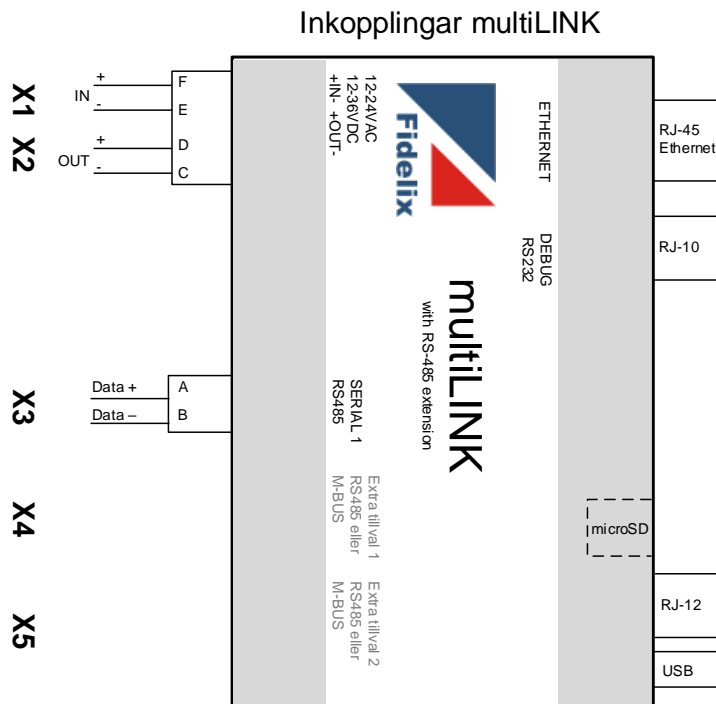 Inkopplingar multiLINK
X1
IN
+
-
F
E
X2
OUT
+
-
D
C
12-24VAC
12-36VDC
+IN- +OUT-
Fidelix
ETHERNET
RJ-45
Ethernet
DEBUG
RS232
RJ-10
multiLINK
with RS-485 extension
X3
Data +
Data –
A
B
SERIAL 1
RS485
X4
Extra tillval 1
RS485 eller
M-BUS
microSD
X5
Extra tillval 2
RS485 eller
M-BUS
RJ-12
USB